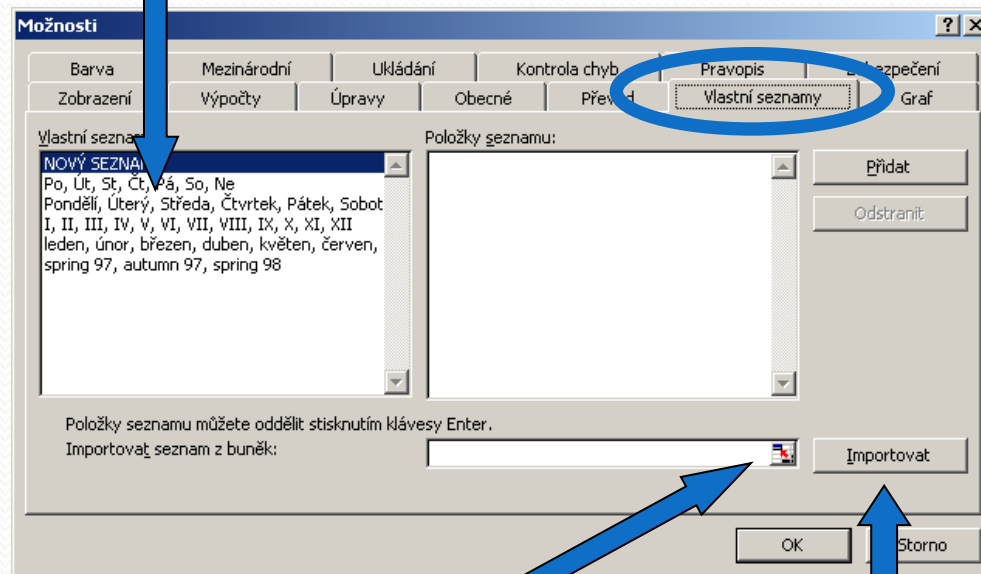 Možnosti
Barva Mezinárodní Ukládání Kontrola chyb Pravopis
Zobrazení Výpočty Úpravy Obecné Vlastní seznamy Graf
Vlastní Položky seznamu:
NOVÝ
Po, Út, St, Čt, Pá, So, Ne
Pondělí, Úterý, Středa, Čtvrtek, Pátek, Sobot
I, II, III, IV, V, VI, VII, VIII, IX, X, XI, XII
leden, únor, březen, duben, květen, červen,
spring 97, autumn 97, spring 98
Přidat
Odstranit
Položky seznamu můžete oddělit stisknutím klávesy Enter.
Importovat seznam z buněk:
Importovat
OK Storno